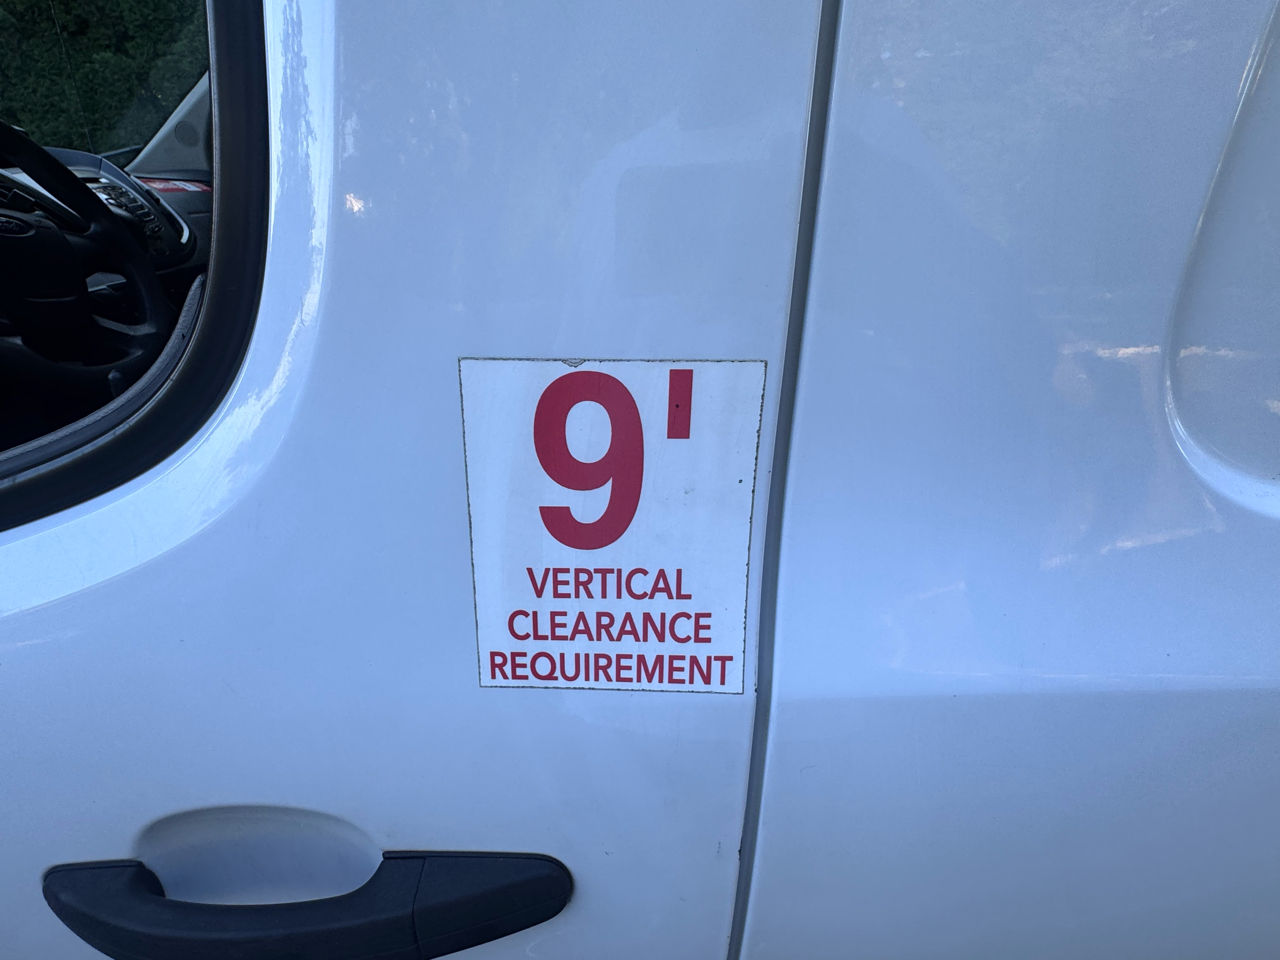 9'
VERTICAL
CLEARANCE
REQUIREMENT